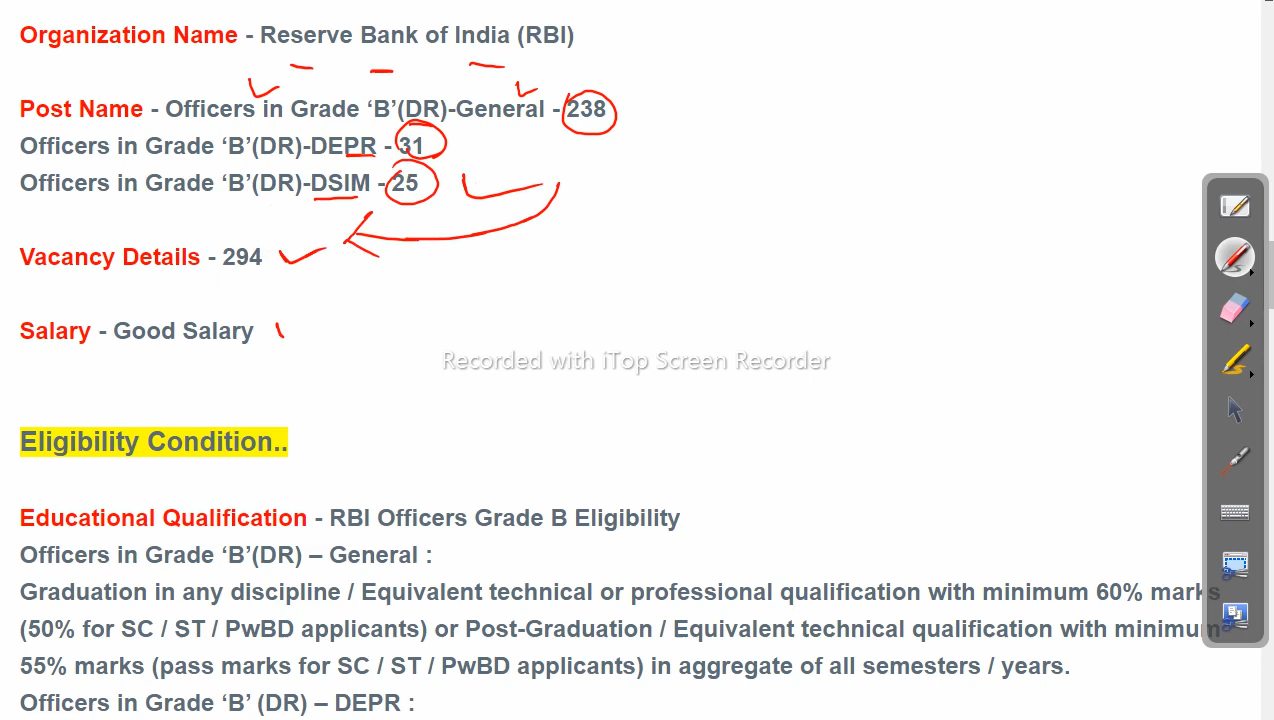 Organization Name - Reserve Bank of India (RBI)
Post Name - Officers in Grade ‘B’(DR)-General - 238
Officers in Grade ‘B’(DR)-DEPR - 31
Officers in Grade ‘B’(DR)-DSIM - 25
Vacancy Details - 294
Salary - Good Salary
Recorded with iTop Screen Recorder
Eligibility Condition..
Educational Qualification - RBI Officers Grade B Eligibility
Officers in Grade ‘B’(DR) – General :
Graduation in any discipline / Equivalent technical or professional qualification with minimum 60% marks
(50% for SC / ST / PwBD applicants) or Post-Graduation / Equivalent technical qualification with minimum
55% marks (pass marks for SC / ST / PwBD applicants) in aggregate of all semesters / years.
Officers in Grade ‘B’ (DR) – DEPR :